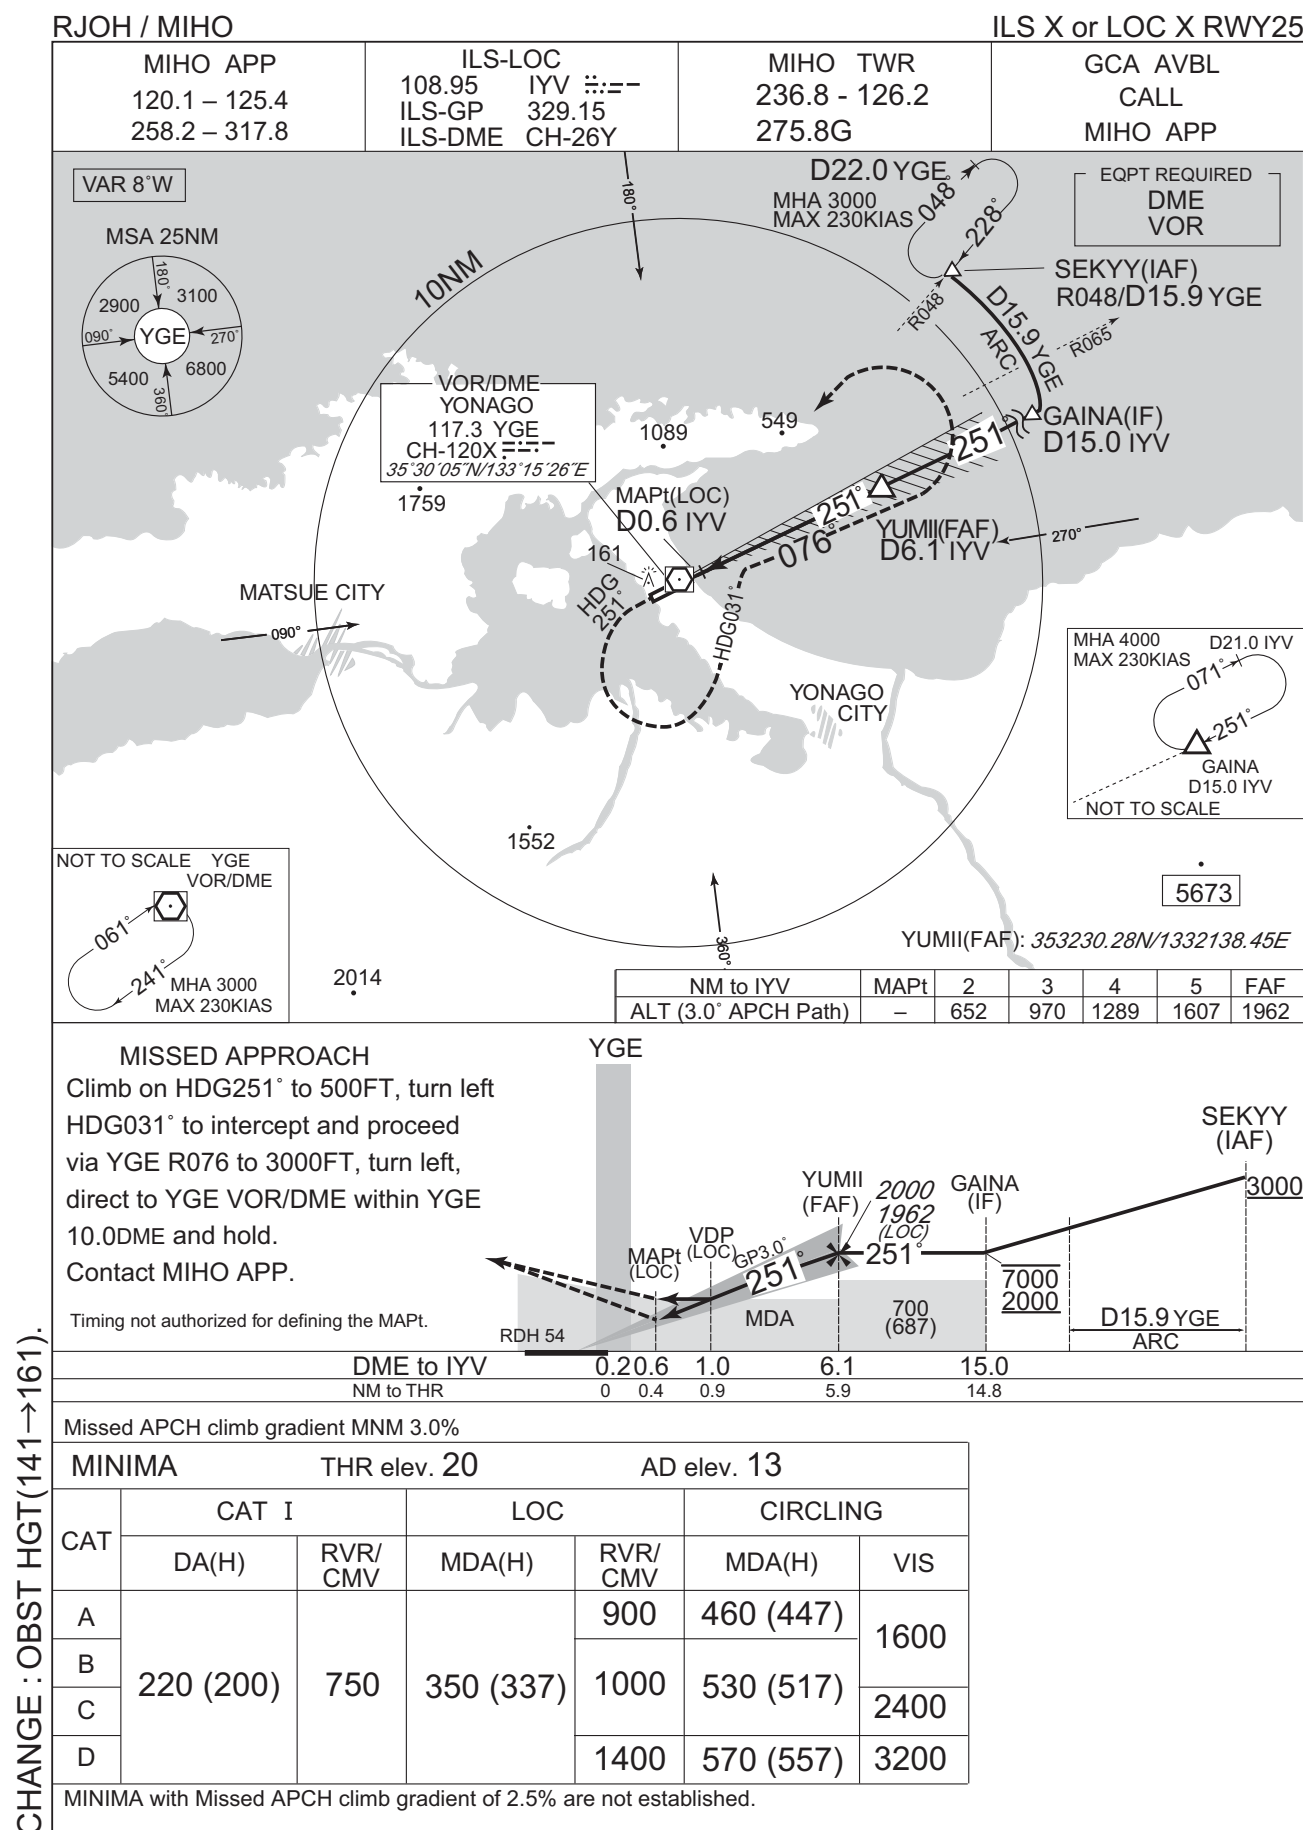 RJOH / MIHO
ILS X or LOC X RWY25
MIHO APP
120.1 – 125.4
258.2 – 317.8
ILS-LOC
108.95 IYV
ILS-GP 329.15
ILS-DME CH-26Y
MIHO TWR
236.8 - 126.2
275.8G
GCA AVBL
CALL
MIHO APP
VAR 8°W
MSA 25NM
180°
2900
3100
090°
YGE
270°
5400
6800
360°
10NM
180°
D22.0 YGE
MHA 3000
MAX 230KIAS
048°
228°
EQPT REQUIRED
DME
VOR
SEKYY(IAF)
R048/D15.9 YGE
R048
D15.9 YGE
ARC
R065
VOR/DME
YONAGO
117.3 YGE
CH-120X
35°30′05″N/133°15′26″E
1089
549
1759
251°
GAINA(IF)
D15.0 IYV
MAPt(LOC)
D0.6 IYV
251°
YUMII(FAF)
D6.1 IYV
076°
270°
161
HDG
251°
HDG031°
MATSUE CITY
090°
YONAGO
CITY
MHA 4000
MAX 230KIAS
D21.0 IYV
071°
251°
GAINA
D15.0 IYV
NOT TO SCALE
1552
5673
360°
NOT TO SCALE YGE
VOR/DME
061°
241°
MHA 3000
MAX 230KIAS
2014
YUMII(FAF): 353230.28N/1332138.45E
NM to IYV MAPt 2 3 4 5 FAF
ALT (3.0° APCH Path) – 652 970 1289 1607 1962
MISSED APPROACH
Climb on HDG251° to 500FT, turn left
HDG031° to intercept and proceed
via YGE R076 to 3000FT, turn left,
direct to YGE VOR/DME within YGE
10.0DME and hold.
Contact MIHO APP.
Timing not authorized for defining the MAPt.
YGE
SEKYY
(IAF)
3000
YUMII
(FAF)
2000
1962
(LOC)
GAINA
(IF)
VDP
(LOC)
MAPt
(LOC)
GP3.0°
251°
251°
7000
2000
MDA
700
(687)
D15.9 YGE
ARC
RDH 54
DME to IYV 0.2 0.6 1.0 6.1 15.0
NM to THR 0 0.4 0.9 5.9 14.8
Missed APCH climb gradient MNM 3.0%
MINIMA THR elev. 20 AD elev. 13
CAT
CAT I LOC CIRCLING
DA(H) RVR/CMV MDA(H) RVR/CMV MDA(H) VIS
A 900 460 (447) 1600
B
220 (200) 750 350 (337) 1000 530 (517)
C 2400
D 1400 570 (557) 3200
MINIMA with Missed APCH climb gradient of 2.5% are not established.
CHANGE : OBST HGT(141→161).